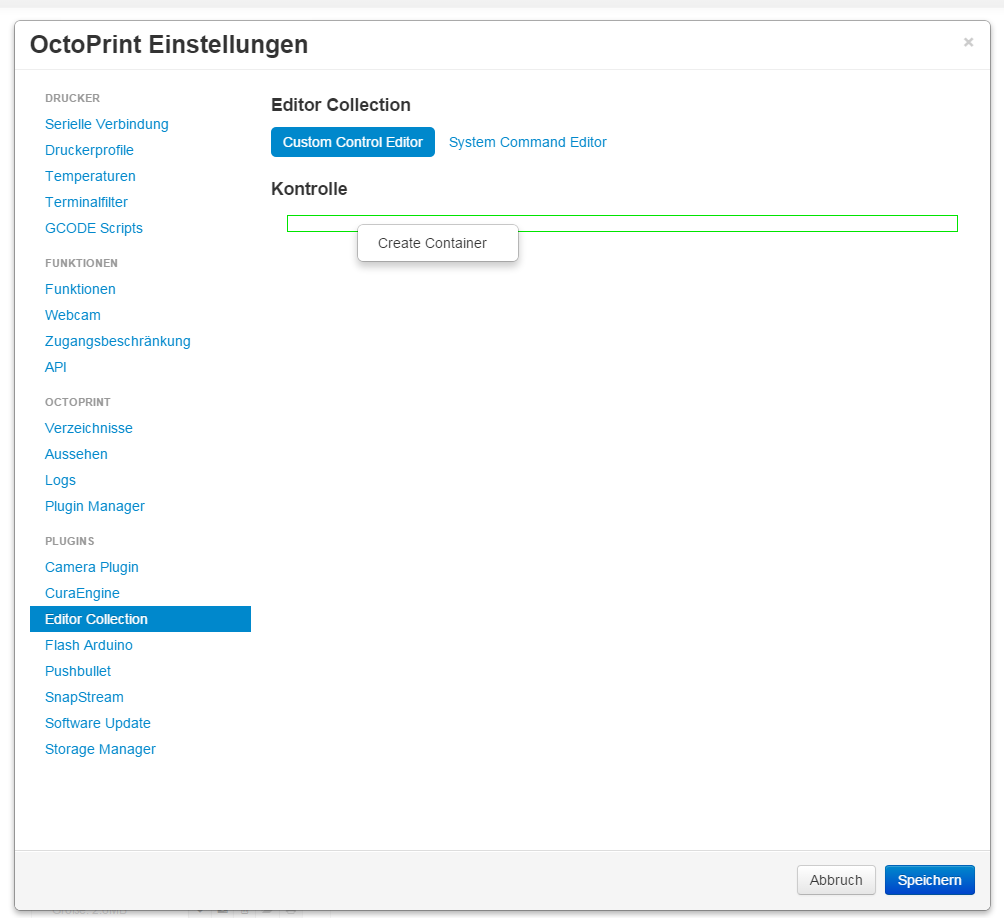 OctoPrint Einstellungen
×
DRUCKER
Serielle Verbindung
Druckerprofile
Temperaturen
Terminalfilter
GCODE Scripts
FUNKTIONEN
Funktionen
Webcam
Zugangsbeschränkung
API
OCTOPRINT
Verzeichnisse
Aussehen
Logs
Plugin Manager
PLUGINS
Camera Plugin
CuraEngine
Editor Collection
Flash Arduino
Pushbullet
SnapStream
Software Update
Storage Manager
Editor Collection
Custom Control Editor System Command Editor
Kontrolle
Create Container
Abbruch Speichern